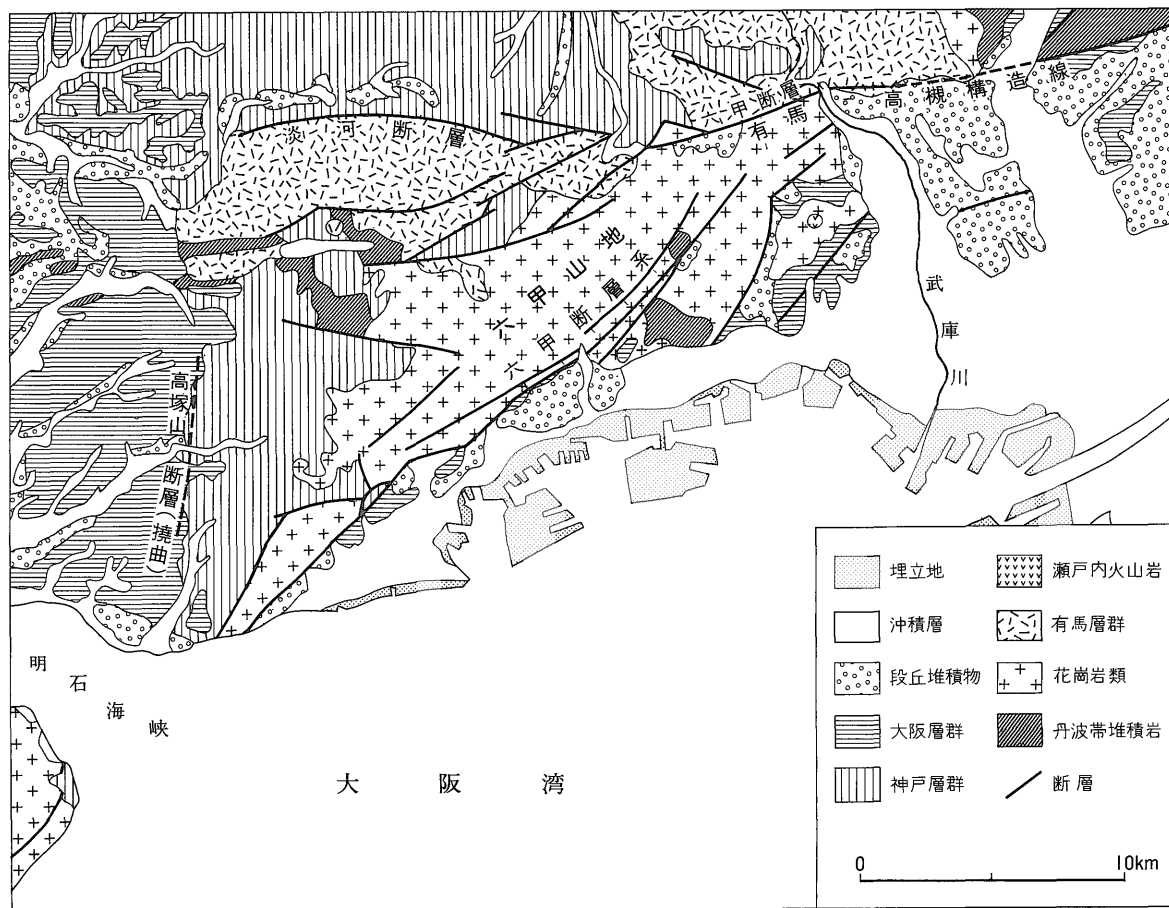 有馬
高槻構造線
六甲断層
淡河断層
六甲山地
六甲断層系
武庫川
高塚山断層(撓曲)
明石海峡
大阪湾
埋立地
瀬戸内火山岩
沖積層
有馬層群
段丘堆積物
花崗岩類
大阪層群
丹波帯堆積岩
神戸層群
断層
0
10km